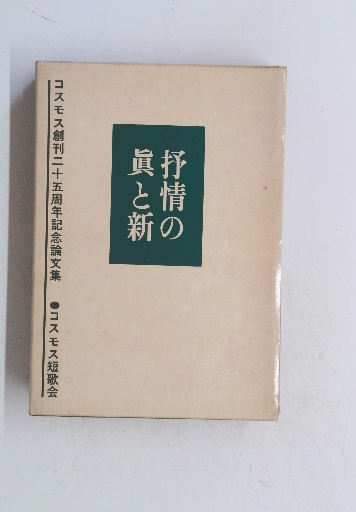 抒情の
眞と新
コスモス創刊二十五周年記念論文集 ●コスモス短歌会